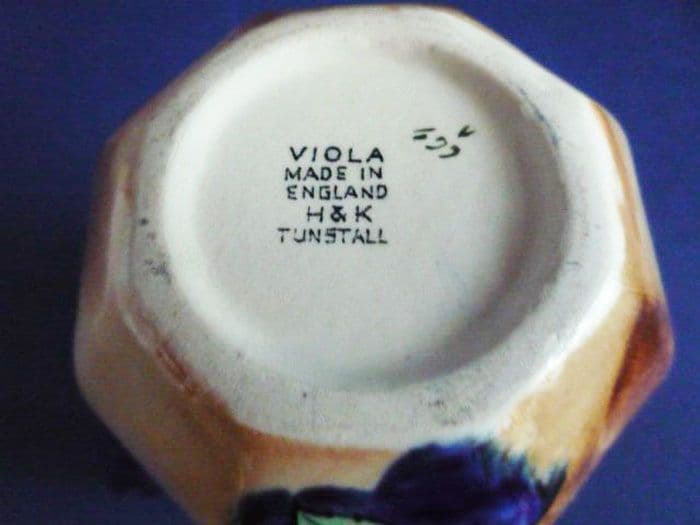 VIOLA
MADE IN
ENGLAND
H & K
TUNSTALL